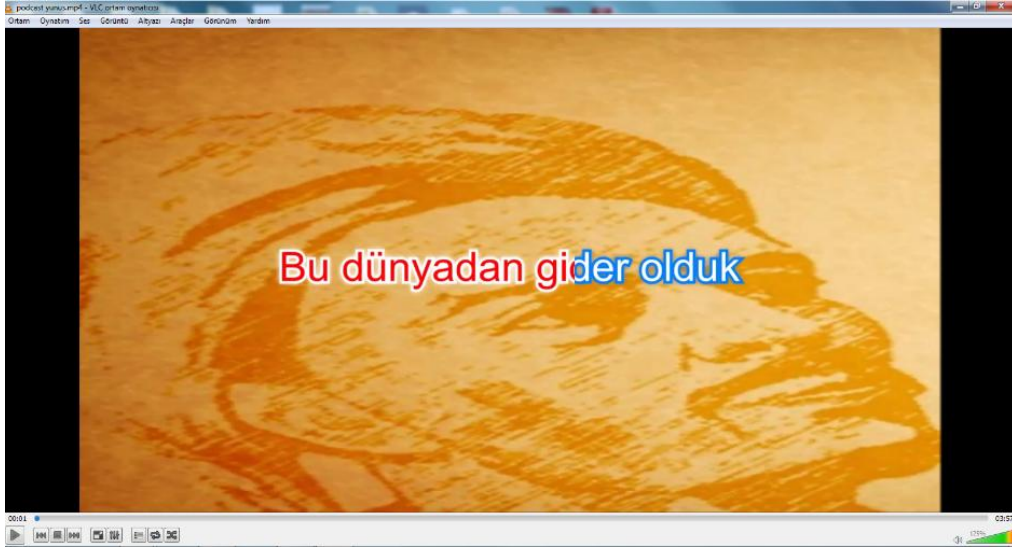 podcast yunus.mp4 - VLC ortam oynatıcısı
Ortam Oynatım Ses Görüntü Altyazı Araçlar Görünüm Yardım
Bu dünyadan gider olduk
00:01 03:57
125%